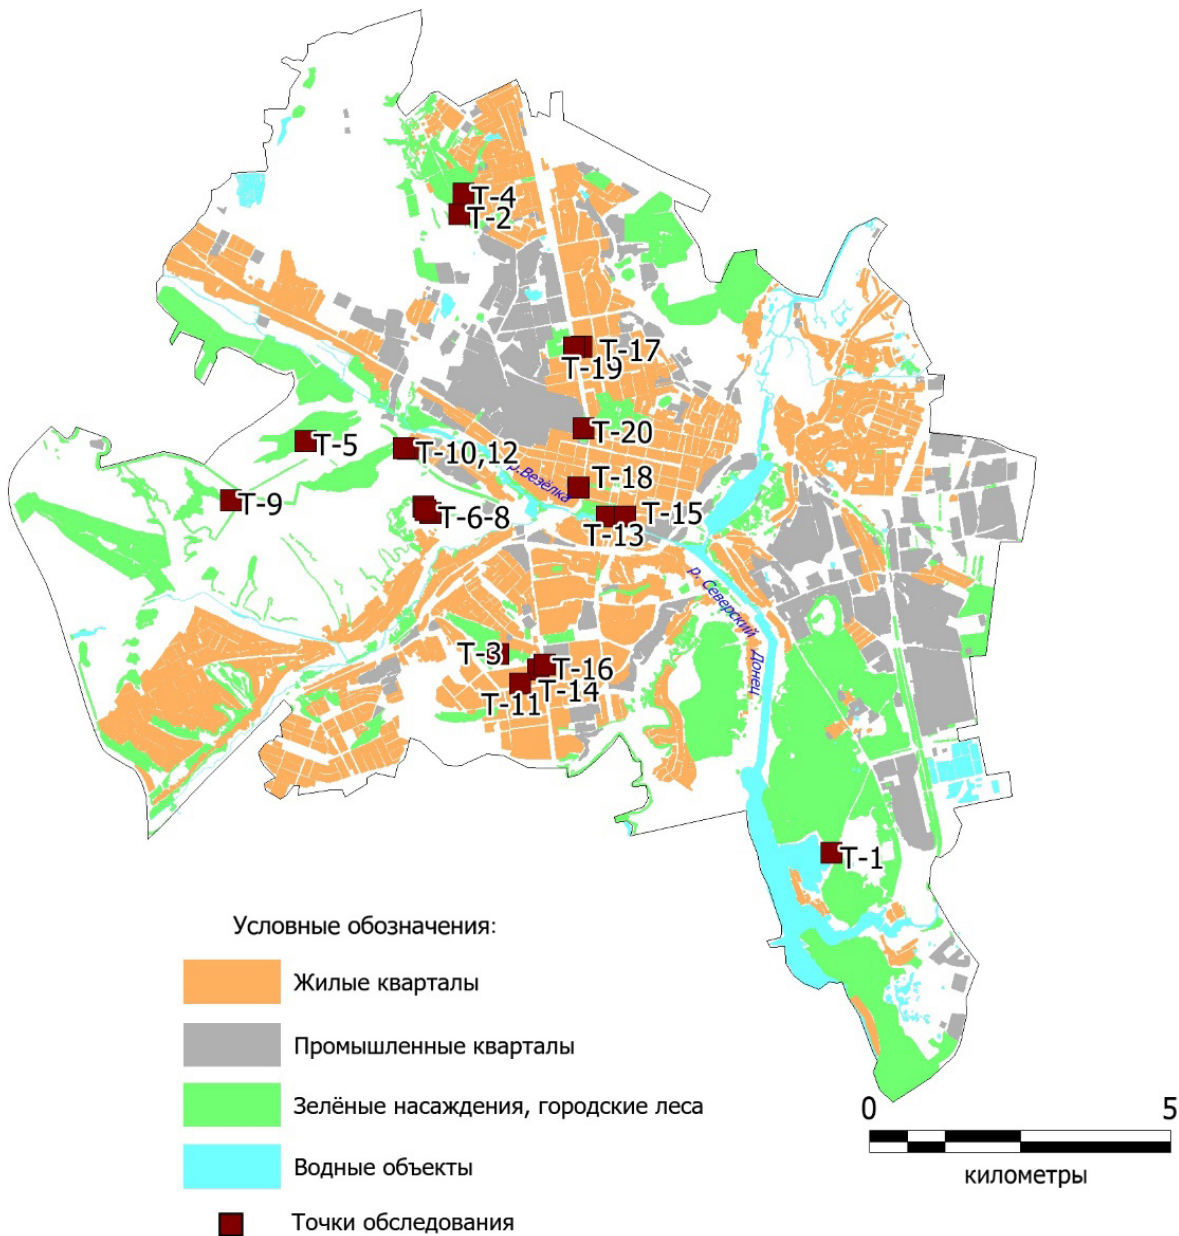 Т-4
Т-2
Т-17
Т-19
Т-20
Т-5
Т-10,12
р.Везёлка
Т-18
Т-9
Т-6-8
Т-15
Т-13
р. Северский Донец
Т-3
Т-16
Т-14
Т-11
Т-1
Условные обозначения:
Жилые кварталы
Промышленные кварталы
Зелёные насаждения, городские леса
0 5
километры
Водные объекты
Точки обследования